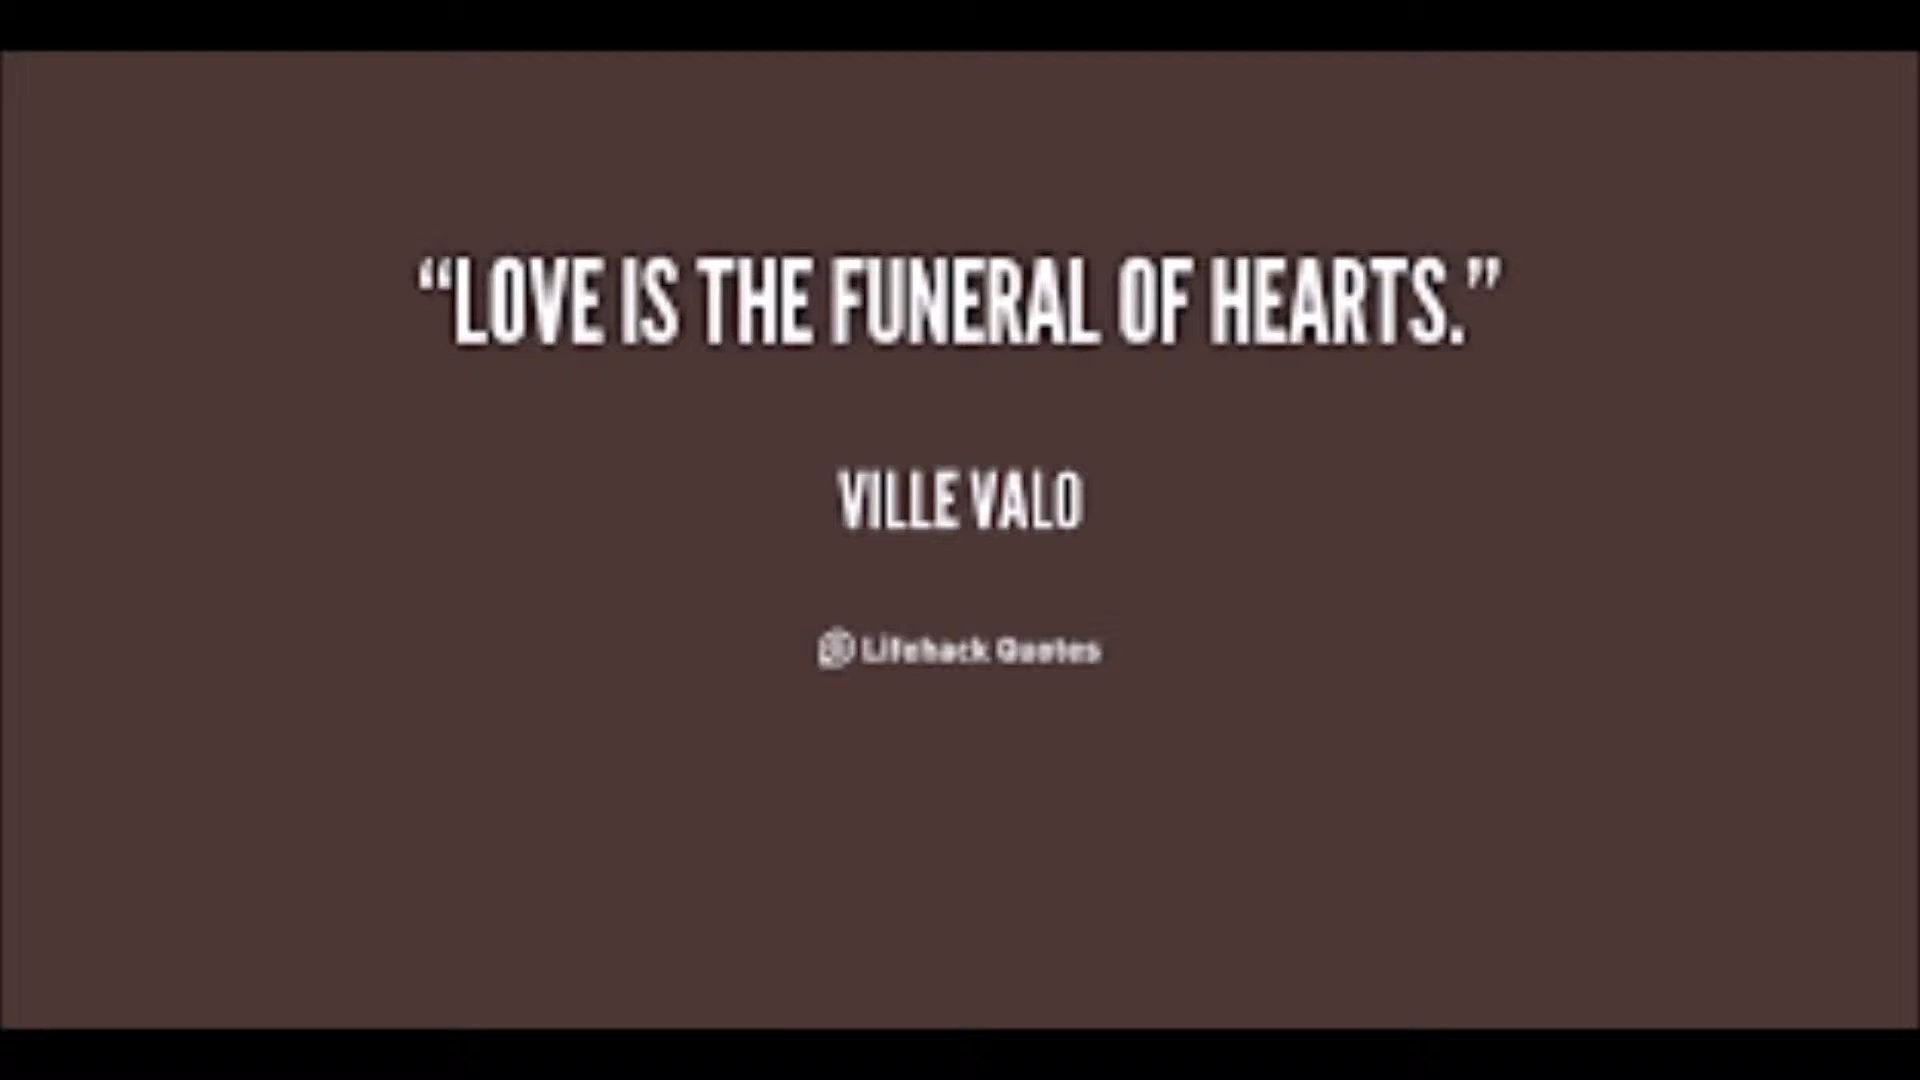 “LOVE IS THE FUNERAL OF HEARTS.”
VILLE VALO
Lifehack Quotes